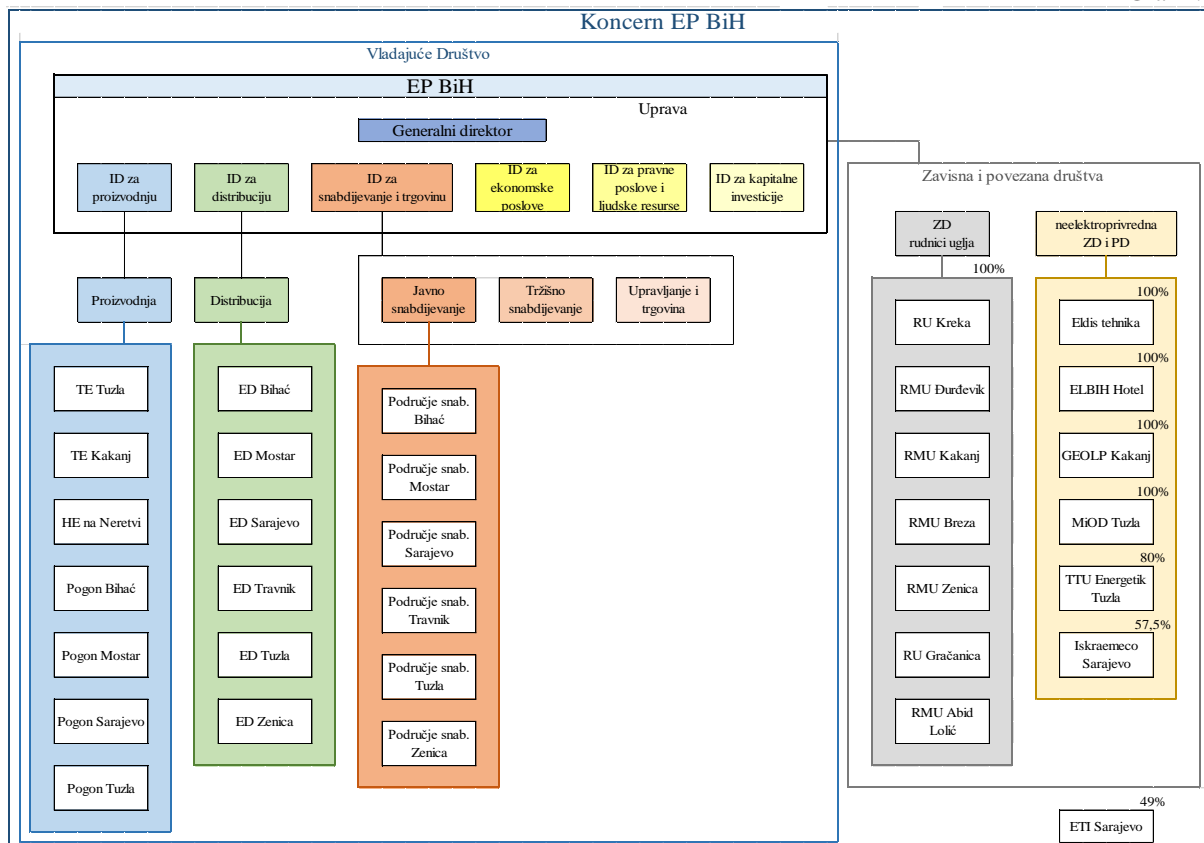 Koncern EP BiH
Vladajuće Društvo
EP BiH
Uprava
Generalni direktor
ID za
proizvodnju
ID za
distribuciju
ID za
snabdijevanje i trgovinu
ID za
ekonomske
poslove
ID za pravne
poslove i
ljudske resurse
ID za kapitalne
investicije
Proizvodnja
Distribucija
Javno
snabdijevanje
Tržišno
snabdijevanje
Upravljanje i
trgovina
TE Tuzla
TE Kakanj
HE na Neretvi
Pogon Bihać
Pogon Mostar
Pogon Sarajevo
Pogon Tuzla
ED Bihać
ED Mostar
ED Sarajevo
ED Travnik
ED Tuzla
ED Zenica
Područje snab.
Bihać
Područje snab.
Mostar
Područje snab.
Sarajevo
Područje snab.
Travnik
Područje snab.
Tuzla
Područje snab.
Zenica
Zavisna i povezana društva
ZD
rudnici uglja
100%
RU Kreka
RMU Đurđevik
RMU Kakanj
RMU Breza
RMU Zenica
RU Gračanica
RMU Abid
Lolić
neelektroprivredna
ZD i PD
100%
Eldis tehnika
100%
ELBIH Hotel
100%
GEOLP Kakanj
100%
MiOD Tuzla
80%
TTU Energetik
Tuzla
57,5%
Iskraemeco
Sarajevo
49%
ETI Sarajevo